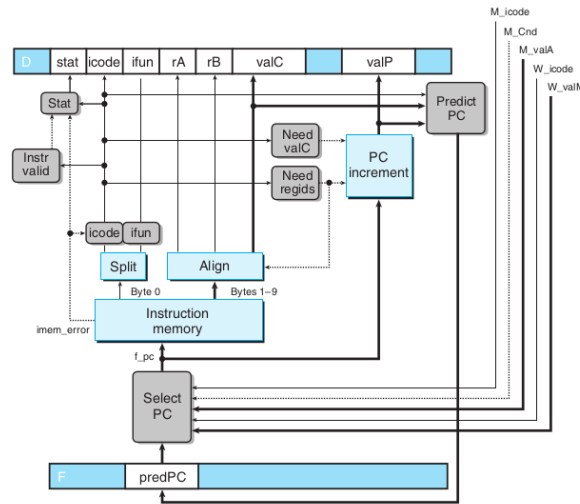 M_icode
M_Cnd
M_valA
W_icode
W_valM
D stat icode ifun rA rB valC valP
Stat
Predict
PC
Need
valC
Instr
valid
PC
increment
Need
regids
icode ifun
Split
Align
Byte 0
Bytes 1–9
Instruction
memory
imem_error
f_pc
Select
PC
F predPC